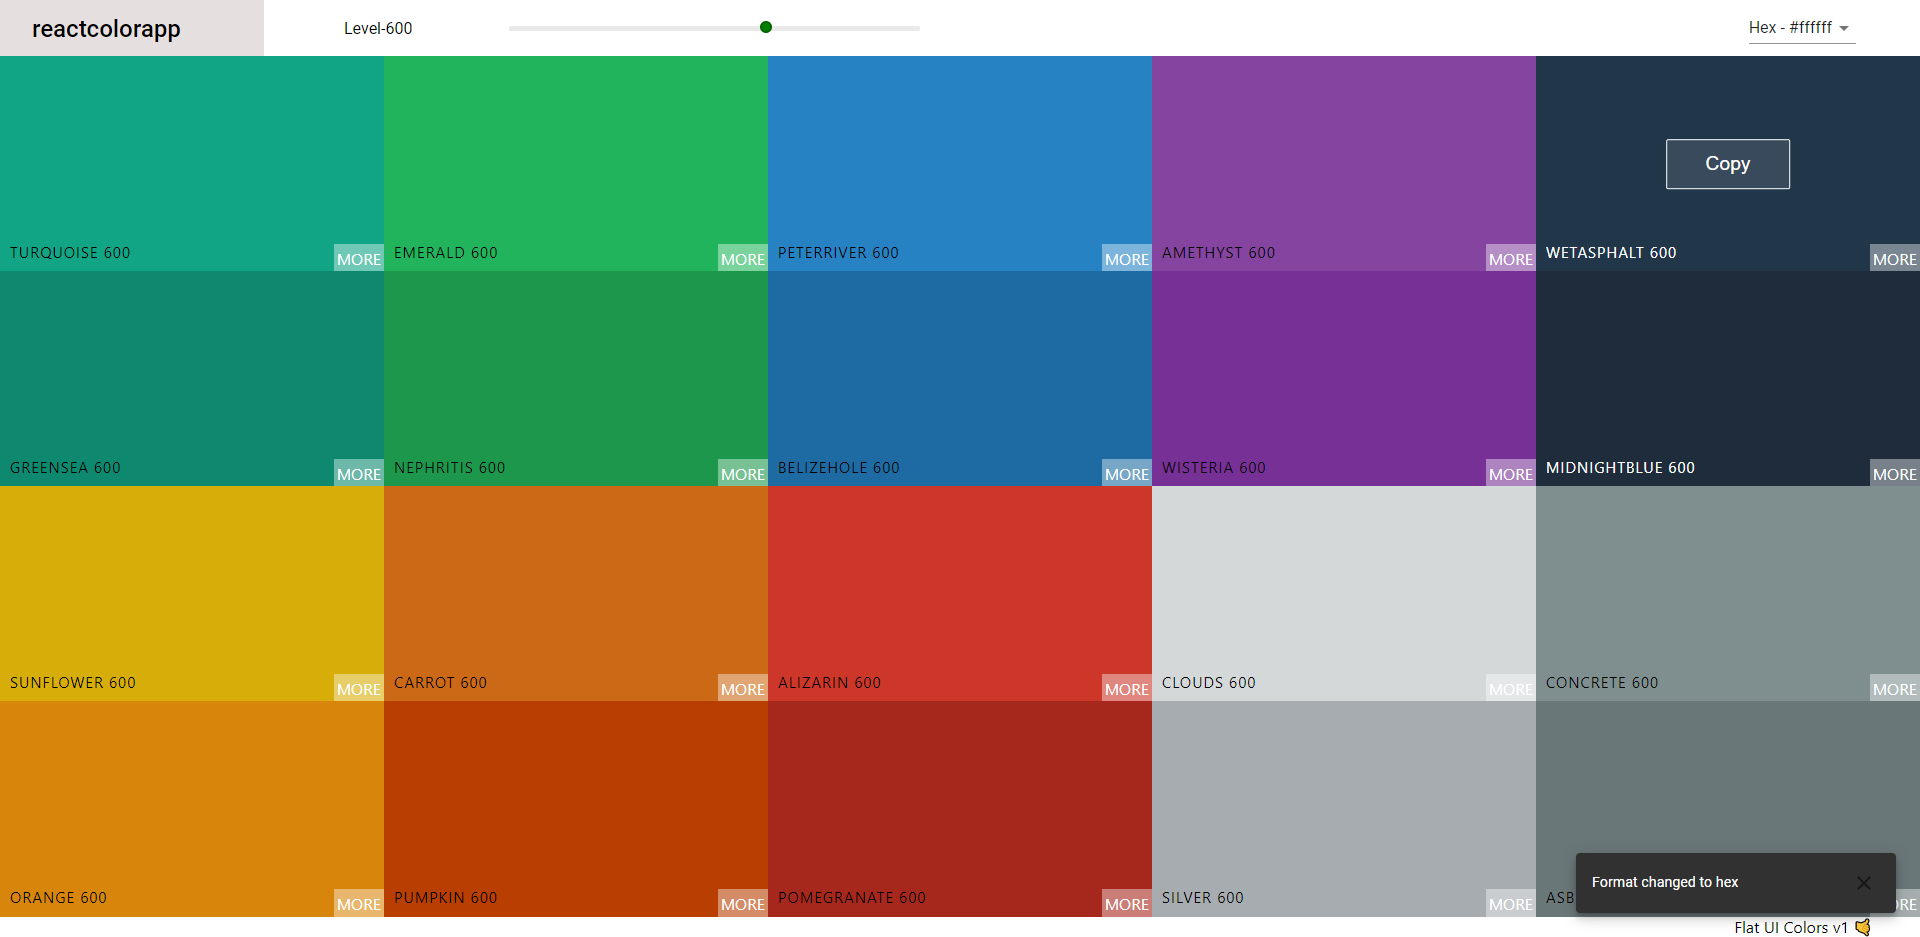 reactcolorapp
Level-600
Hex - #ffffff
Copy
TURQUOISE 600
MORE
EMERALD 600
MORE
PETERRIVER 600
MORE
AMETHYST 600
MORE
WETASPHALT 600
MORE
GREENSEA 600
MORE
NEPHRITIS 600
MORE
BELIZEHOLE 600
MORE
WISTERIA 600
MORE
MIDNIGHTBLUE 600
MORE
SUNFLOWER 600
MORE
CARROT 600
MORE
ALIZARIN 600
MORE
CLOUDS 600
MORE
CONCRETE 600
MORE
ORANGE 600
MORE
PUMPKIN 600
MORE
POMEGRANATE 600
MORE
SILVER 600
MORE
Format changed to hex
Flat UI Colors v1